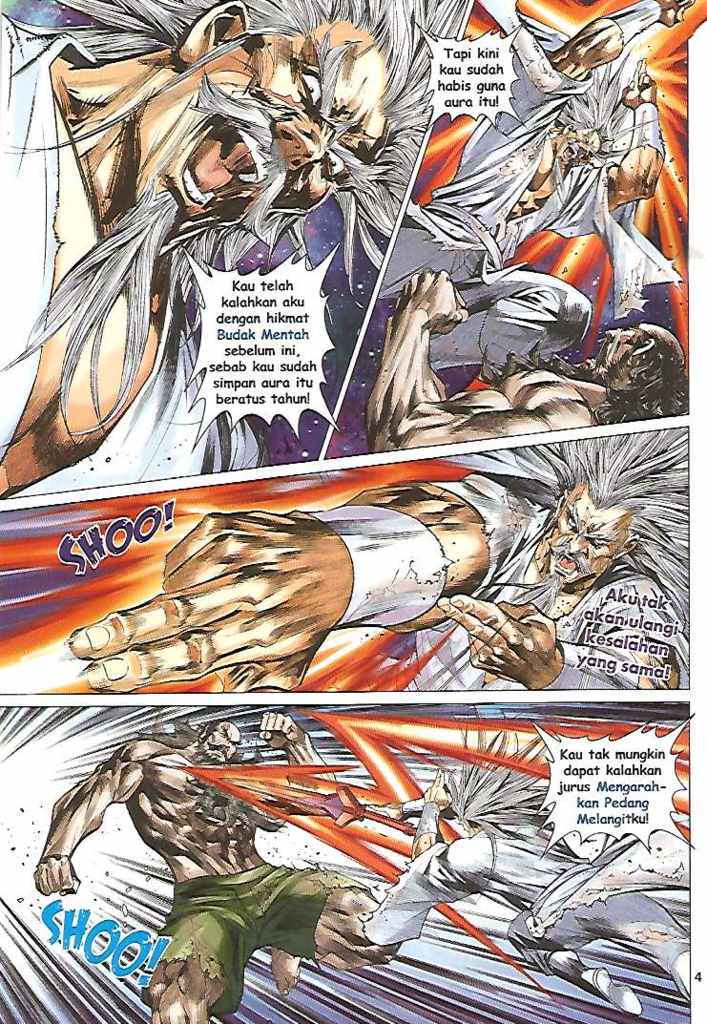 Kau telah
kalahkan aku
dengan hikmat
Budak Mentah
sebelum ini,
sebab kau sudah
simpan aura itu
beratus tahun!
Tapi kini
kau sudah
habis guna
aura itu!
SHOO!
Aku tak
akan ulangi
kesalahan
yang sama!
Kau tak mungkin
dapat kalahkan
jurus Mengarah-
kan Pedang
Melangitku!
SHOO!
4